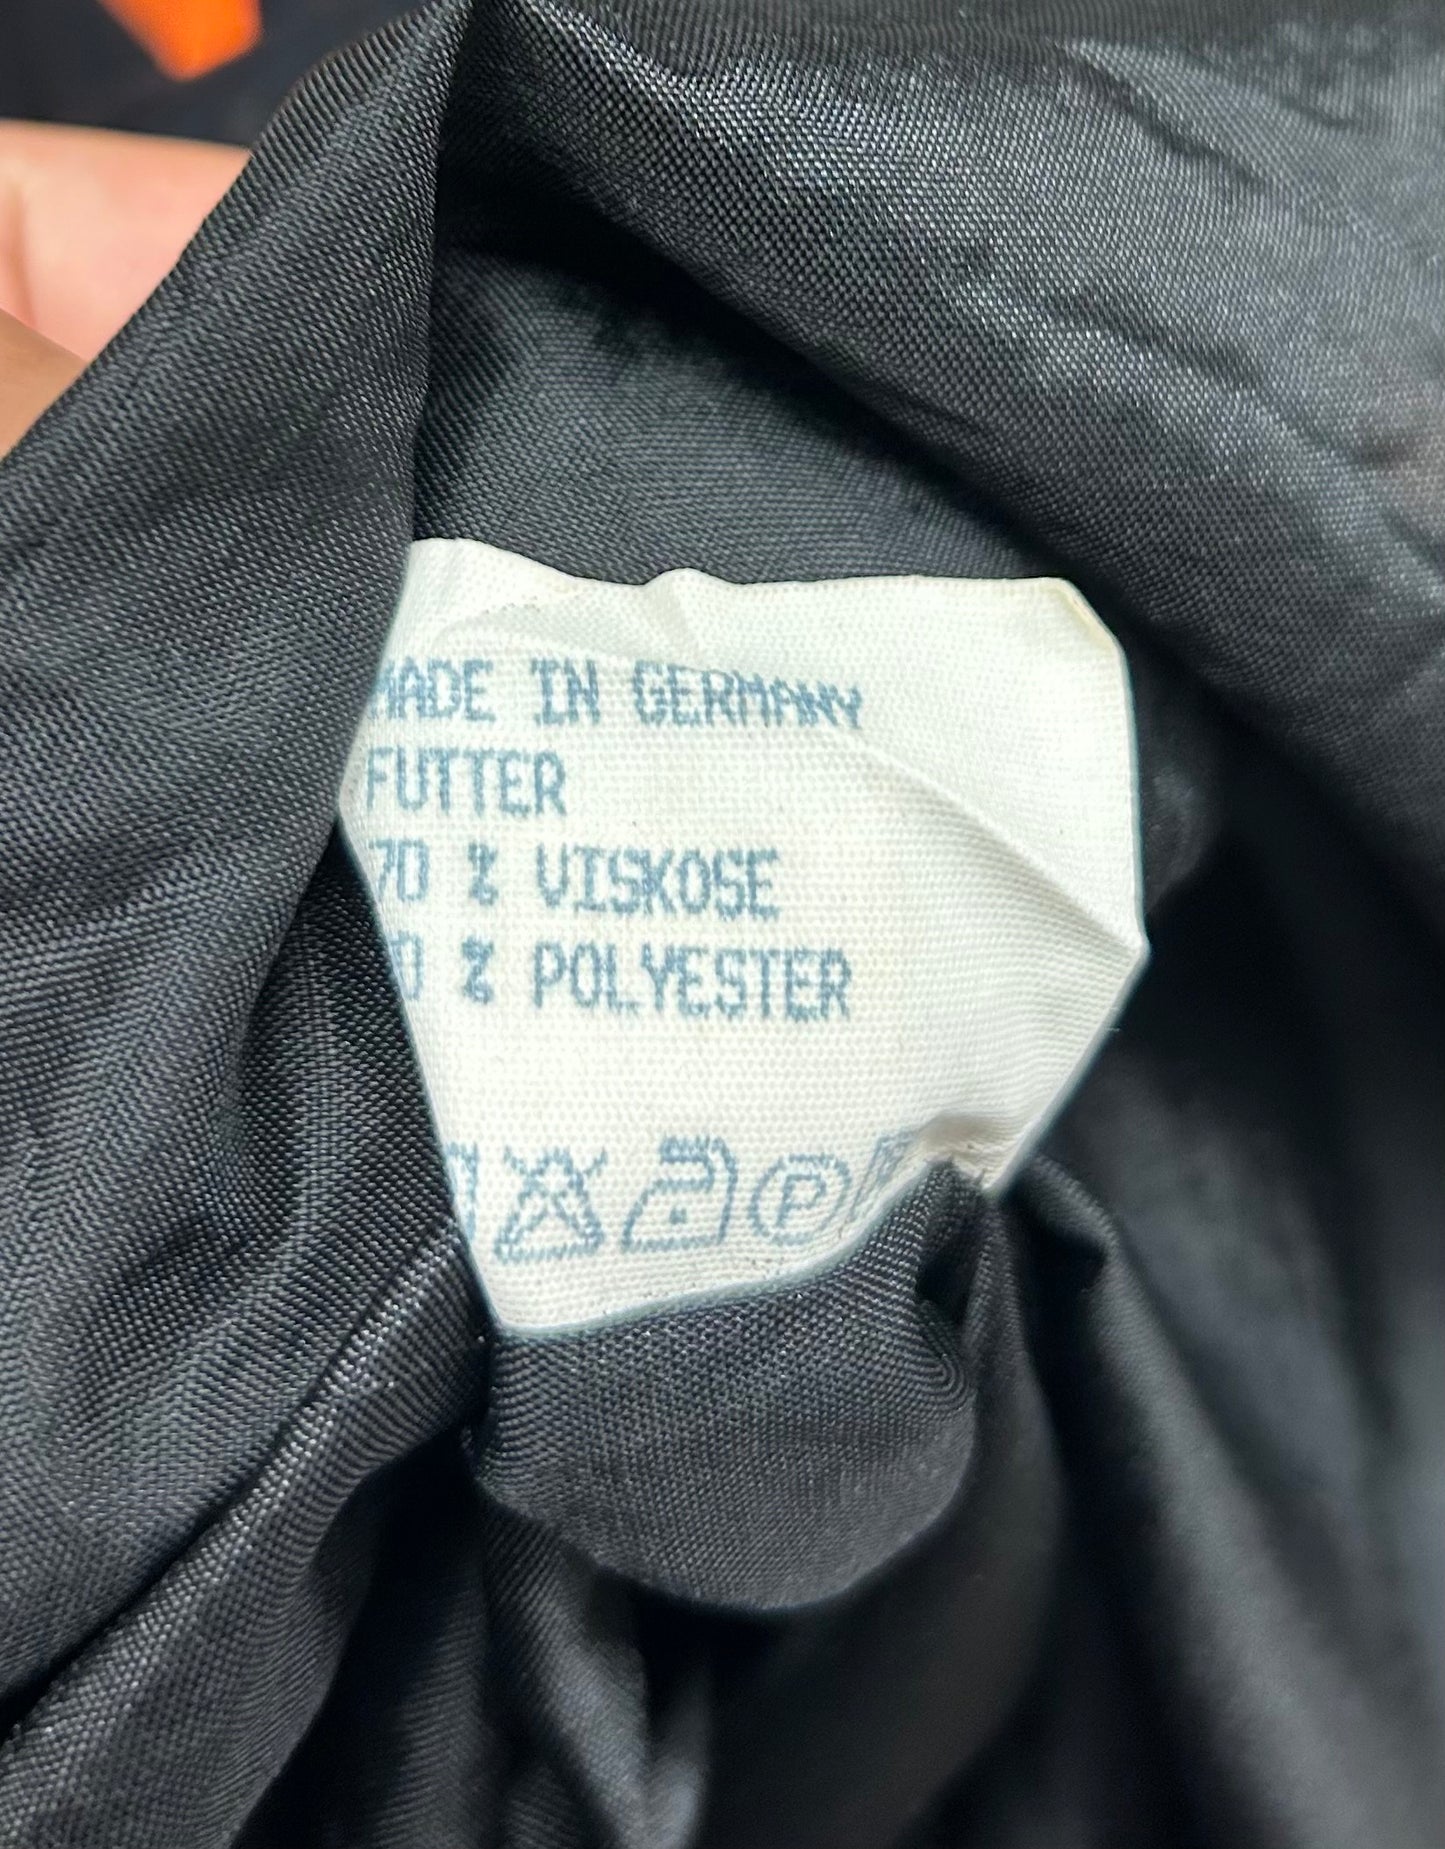 MADE IN GERMANY
FUTTER
70 % VISKOSE
% POLYESTER
P